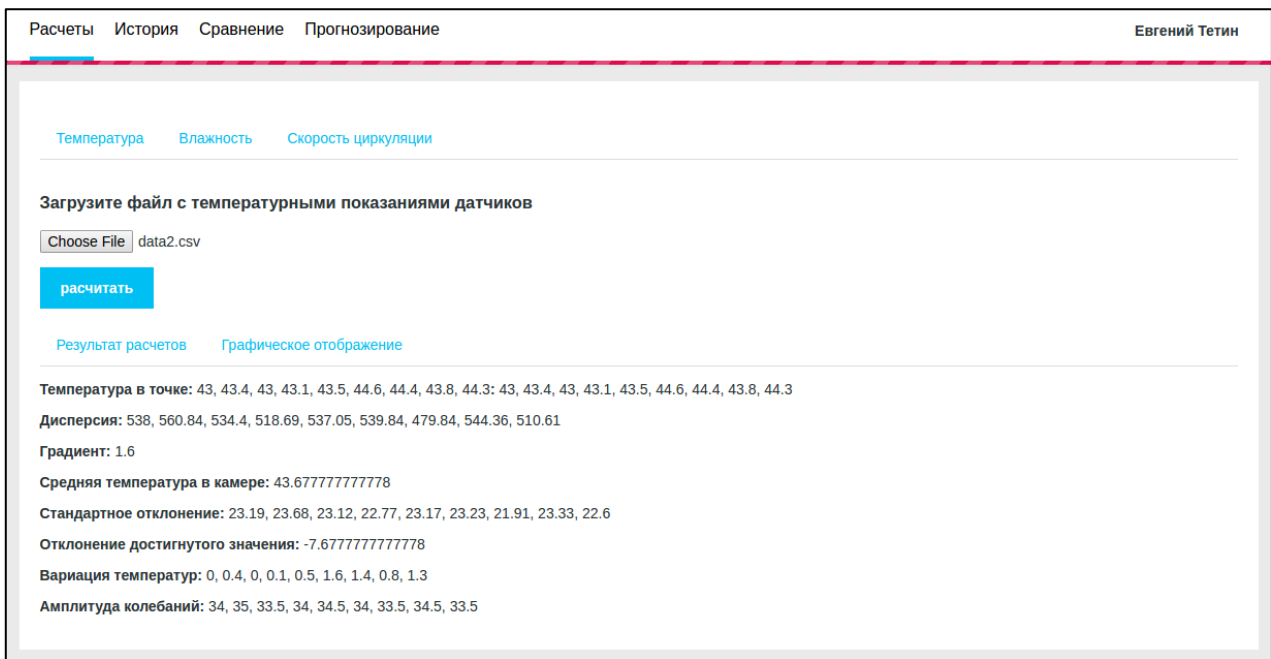 Расчеты История Сравнение Прогнозирование Евгений Тетин
Температура Влажность Скорость циркуляции
Загрузите файл с температурными показаниями датчиков
Choose File data2.csv
расчитать
Результат расчетов Графическое отображение
Температура в точке: 43, 43.4, 43, 43.1, 43.5, 44.6, 44.4, 43.8, 44.3: 43, 43.4, 43, 43.1, 43.5, 44.6, 44.4, 43.8, 44.3
Дисперсия: 538, 560.84, 534.4, 518.69, 537.05, 539.84, 479.84, 544.36, 510.61
Градиент: 1.6
Средняя температура в камере: 43.677777777778
Стандартное отклонение: 23.19, 23.68, 23.12, 22.77, 23.17, 23.23, 21.91, 23.33, 22.6
Отклонение достигнутого значения: -7.6777777777778
Вариация температур: 0, 0.4, 0, 0.1, 0.5, 1.6, 1.4, 0.8, 1.3
Амплитуда колебаний: 34, 35, 33.5, 34, 34.5, 34, 33.5, 34.5, 33.5